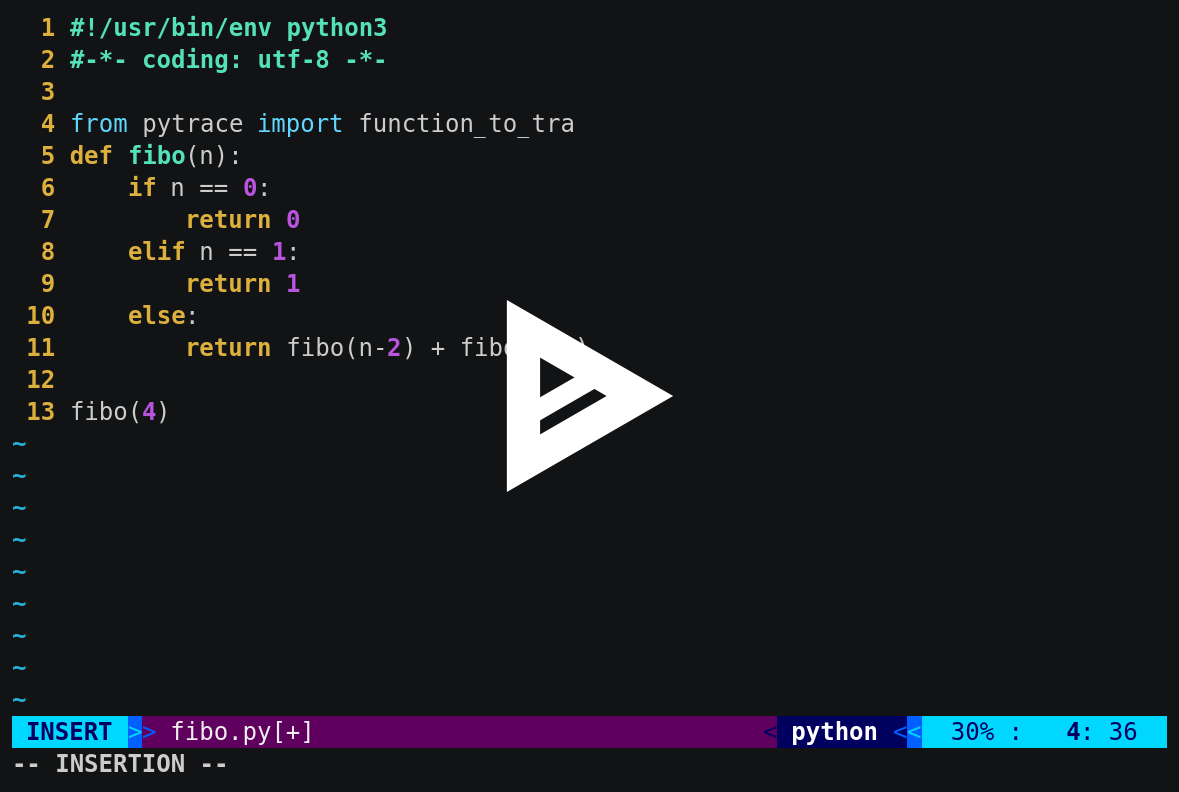 1 #!/usr/bin/env python3
2 #-*- coding: utf-8 -*-
3
4 from pytrace import function_to_tra
5 def fibo(n):
6     if n == 0:
7         return 0
8     elif n == 1:
9         return 1
10     else:
11         return fibo(n-2) + )
12
13 fibo(4)
~
~
~
~
~
~
~
~
~
INSERT >> fibo.py[+] < python << 30% : 4: 36
-- INSERTION --